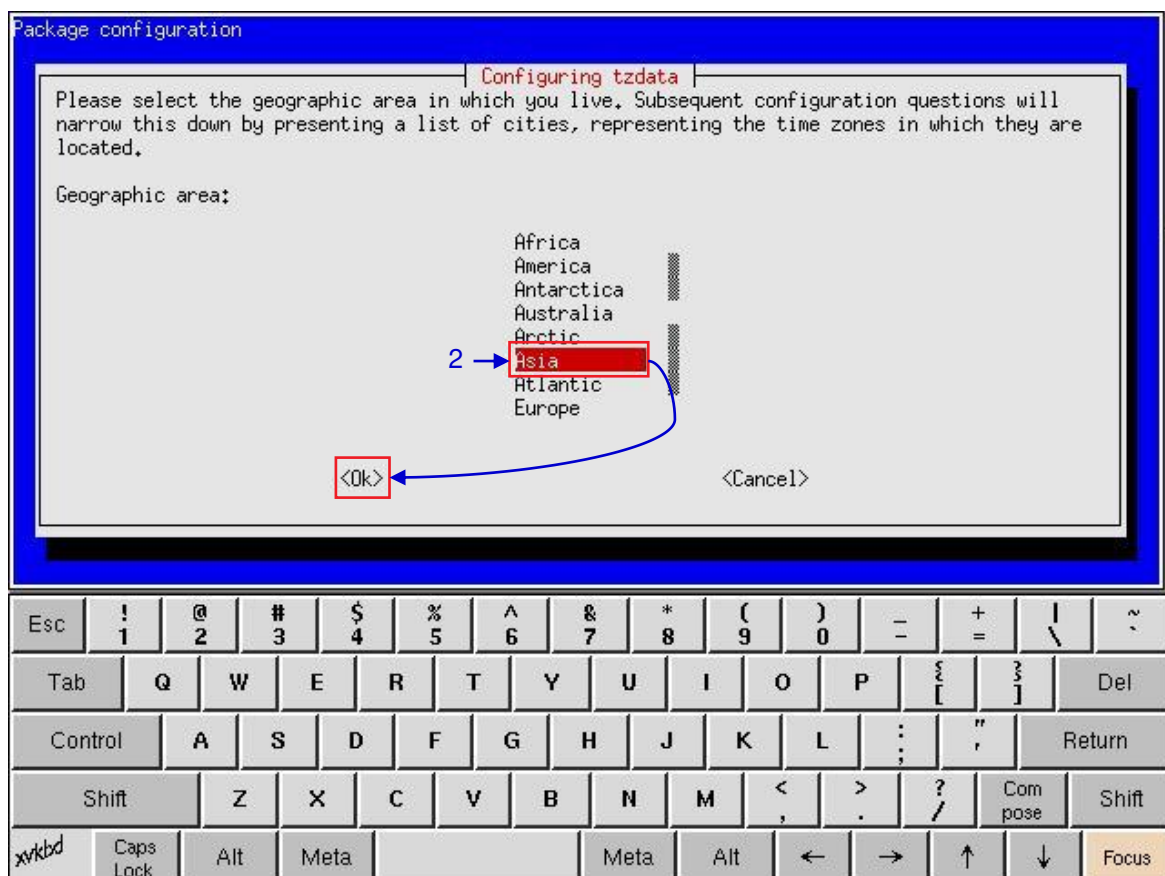 Package configuration
Configuring tzdata
Please select the geographic area in which you live. Subsequent configuration questions will
narrow this down by presenting a list of cities, representing the time zones in which they are
located.
Geographic area:
Africa
America
Antarctica
Australia
Arctic
2 Asia
Atlantic
Europe
<Ok> <Cancel>
Esc ! 1 @ 2 # 3 $ 4 % 5 ^ 6 & 7 * 8 ( 9 ) 0 _ - + = | \ ~ `
Tab Q W E R T Y U I O P { [ } ] Del
Control A S D F G H J K L : ; " ' Return
Shift Z X C V B N M < , > . ? / Com pose Shift
xvkbd Caps Lock Alt Meta Meta Alt ← → ↑ ↓ Focus